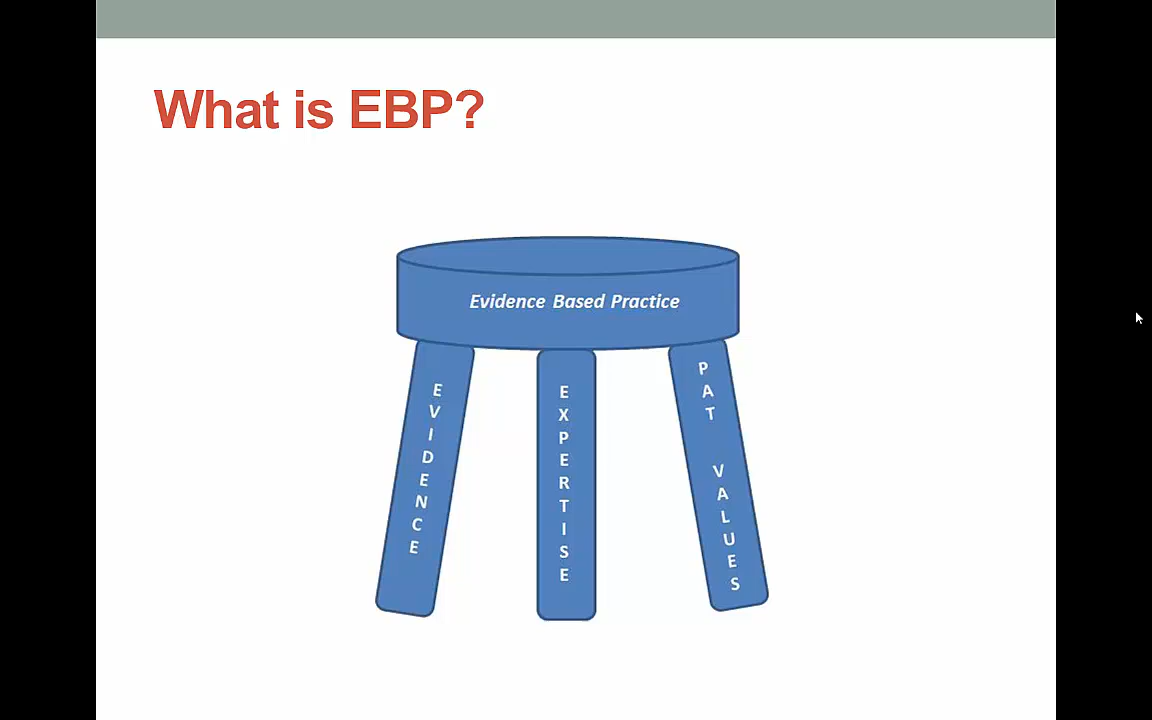 What is EBP?
Evidence Based Practice
EVIDENCE
EXPERTISE
PAT VALUES